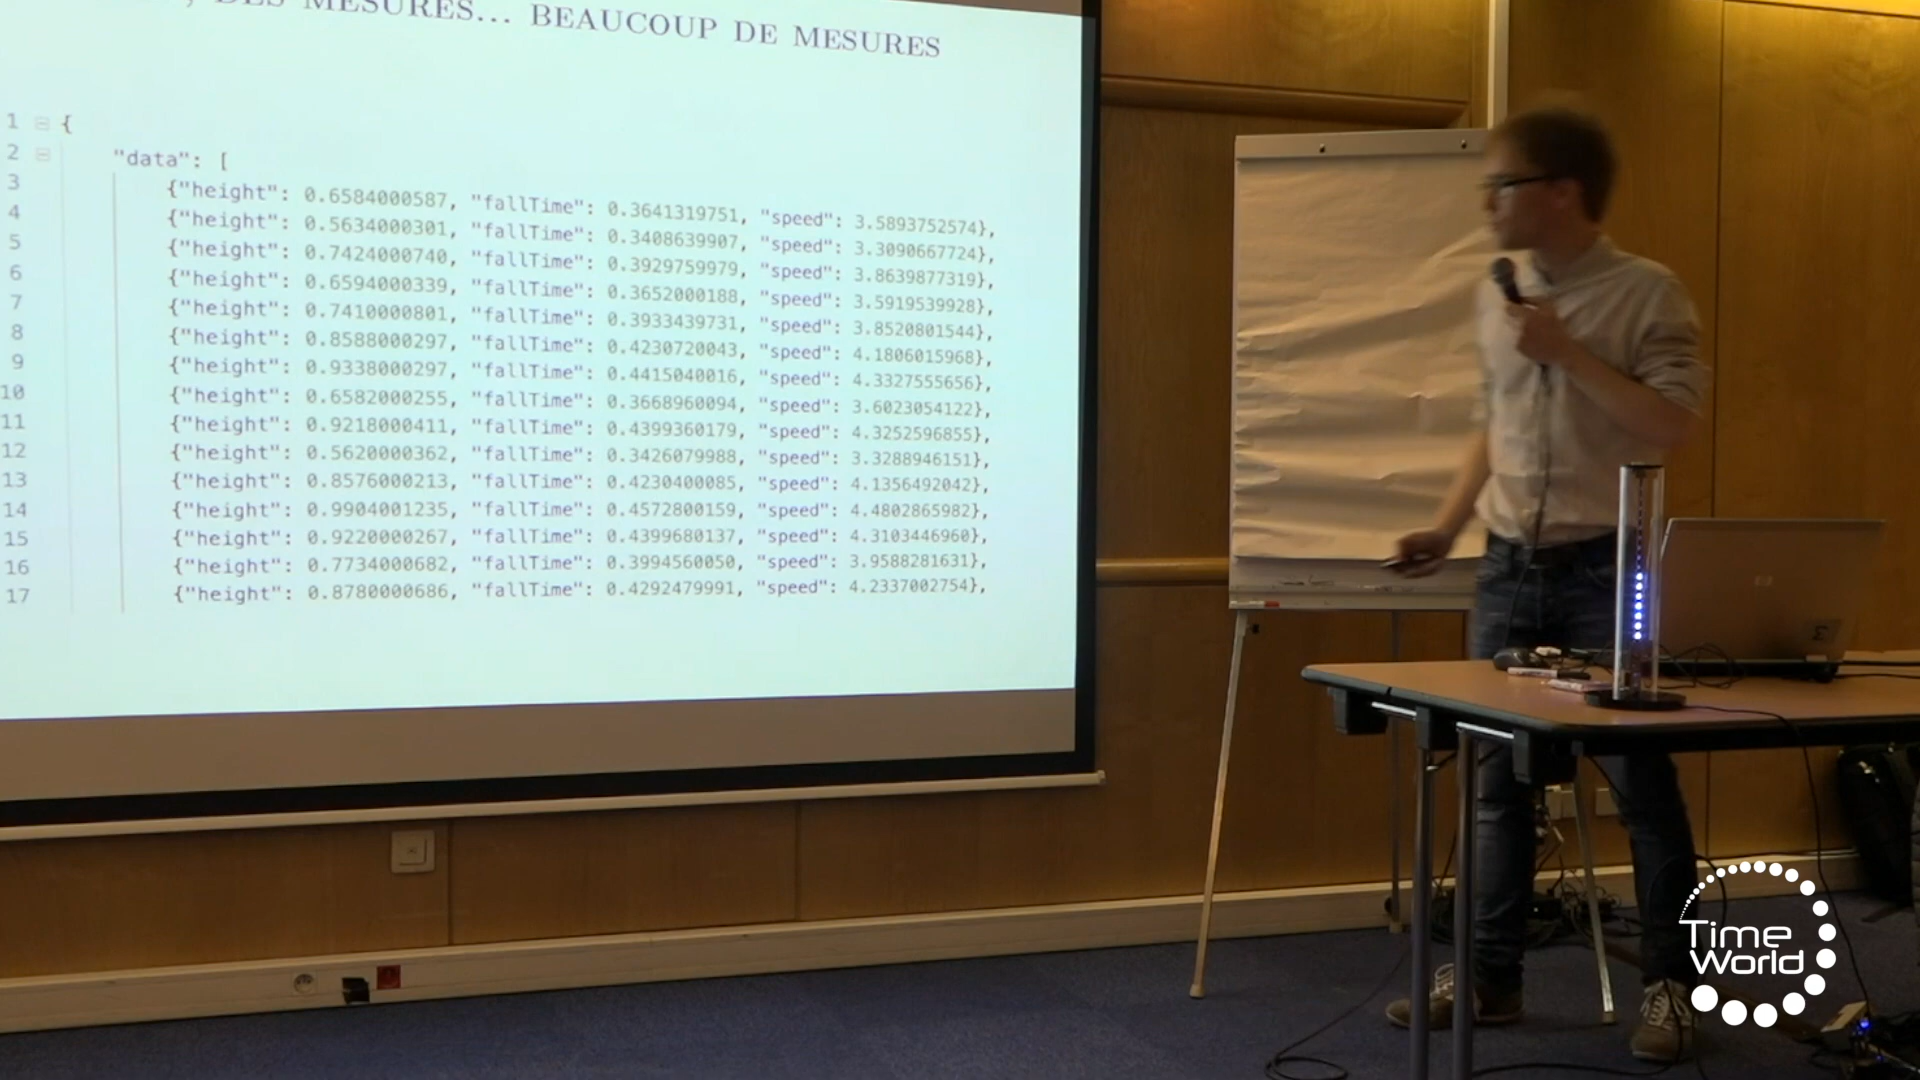 DES MESURES... BEAUCOUP DE MESURES
1 {
2 "data": [
3 {"height": 0.6584000587, "fallTime": 0.3641319751, "speed": 3.5893752574},
4 {"height": 0.5634000301, "fallTime": 0.3408639907, "speed": 3.3090667724},
5 {"height": 0.7424000740, "fallTime": 0.3929759979, "speed": 3.8639877319},
6 {"height": 0.6594000339, "fallTime": 0.3652000188, "speed": 3.5919539928},
7 {"height": 0.7410000801, "fallTime": 0.3933439731, "speed": 3.8520801544},
8 {"height": 0.8588000297, "fallTime": 0.4230720043, "speed": 4.1806015968},
9 {"height": 0.9338000297, "fallTime": 0.4415040016, "speed": 4.3327555656},
10 {"height": 0.6582000255, "fallTime": 0.3668960094, "speed": 3.6023054122},
11 {"height": 0.9218000411, "fallTime": 0.4399360179, "speed": 4.3252596855},
12 {"height": 0.5620000362, "fallTime": 0.3426079988, "speed": 3.3288946151},
13 {"height": 0.8576000213, "fallTime": 0.4230400085, "speed": 4.1356492042},
14 {"height": 0.9904001235, "fallTime": 0.4572800159, "speed": 4.4802865982},
15 {"height": 0.9220000267, "fallTime": 0.4399680137, "speed": 4.3103446960},
16 {"height": 0.7734000682, "fallTime": 0.3994560050, "speed": 3.9588281631},
17 {"height": 0.8780000686, "fallTime": 0.4292479991, "speed": 4.2337002754},
Time
World